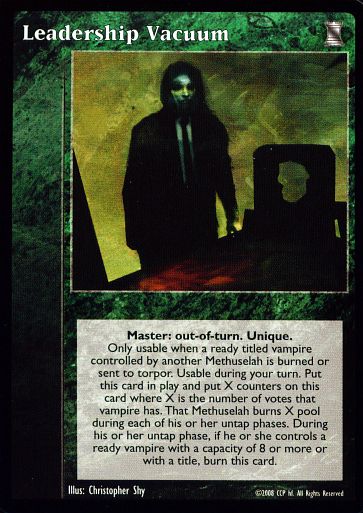 Leadership Vacuum
Master: out-of-turn. Unique.
Only usable when a ready titled vampire
controlled by another Methuselah is burned or
sent to torpor. Usable during your turn. Put
this card in play and put X counters on this
card where X is the number of votes that
vampire has. That Methuselah burns X pool
during each of his or her untap phases. During
his or her untap phase, if he or she controls a
ready vampire with a capacity of 8 or more or
with a title, burn this card.
Illus: Christopher Shy
©2008 CCP hf. All Rights Reserved